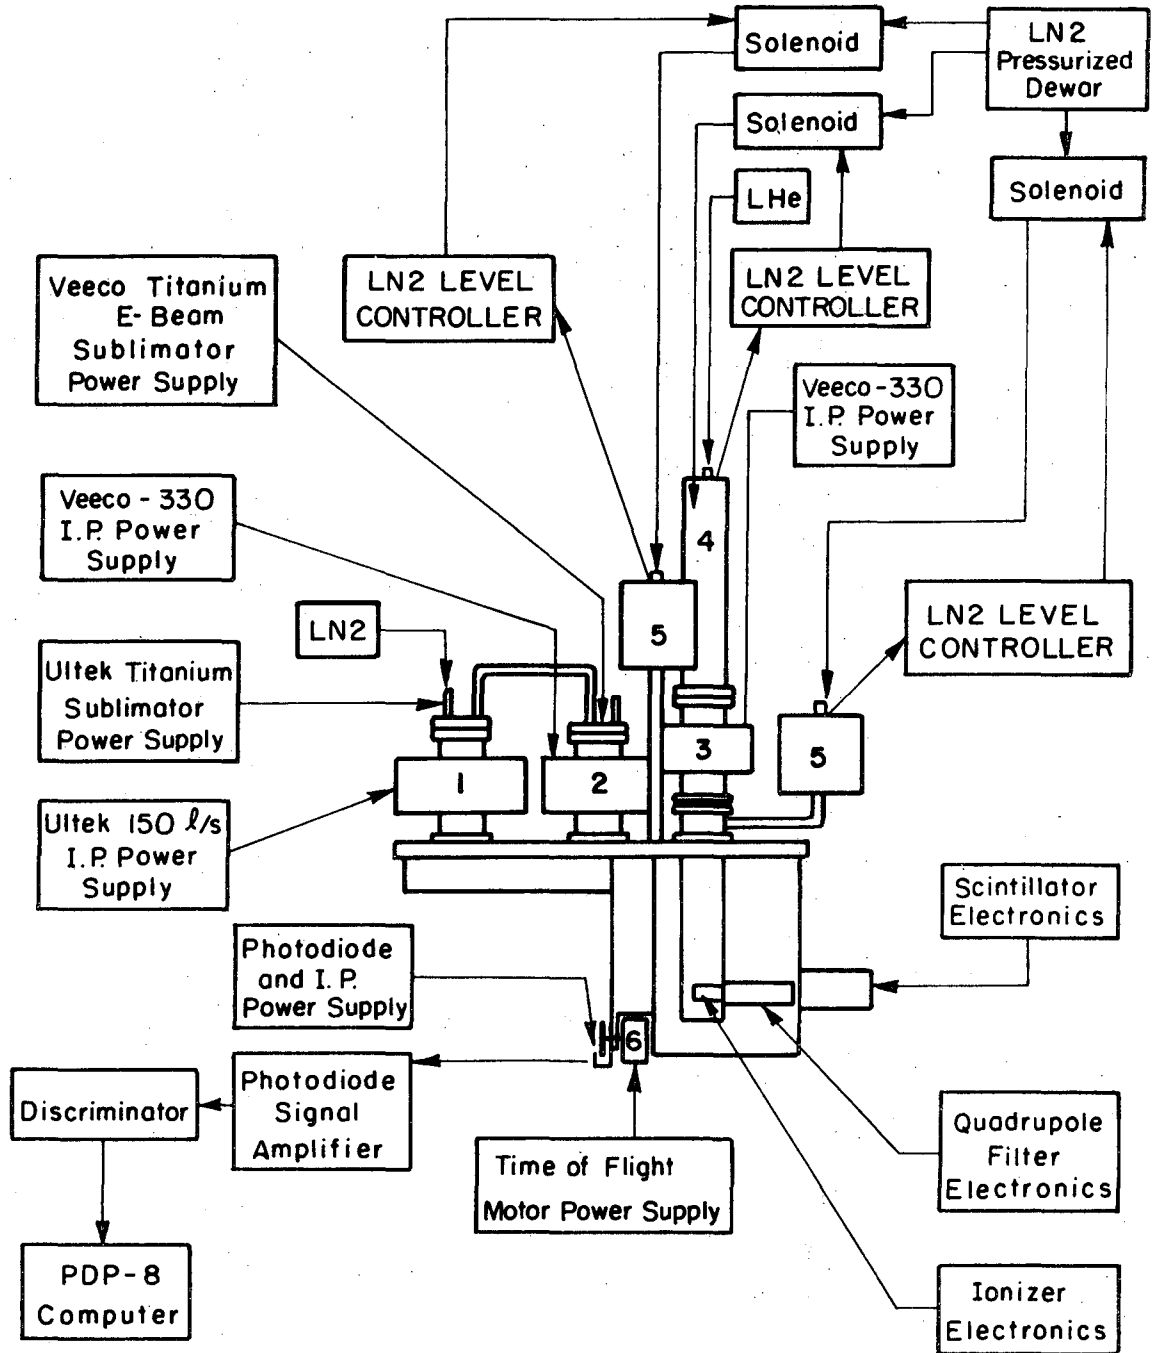 Solenoid
LN2
Pressurized
Dewar
Solenoid
Solenoid
LHe
Veeco Titanium
E-Beam
Sublimator
Power Supply
LN2 LEVEL
CONTROLLER
LN2 LEVEL
CONTROLLER
Veeco-330
I.P. Power
Supply
Veeco - 330
I.P. Power
Supply
4
LN2
5
LN2 LEVEL
CONTROLLER
Ultek Titanium
Sublimator
Power Supply
1
2
3
5
Ultek 150 ℓ/s
I.P. Power
Supply
Scintillator
Electronics
Photodiode
and I.P.
Power Supply
6
Discriminator
Photodiode
Signal
Amplifier
Time of Flight
Motor Power Supply
Quadrupole
Filter
Electronics
PDP-8
Computer
Ionizer
Electronics